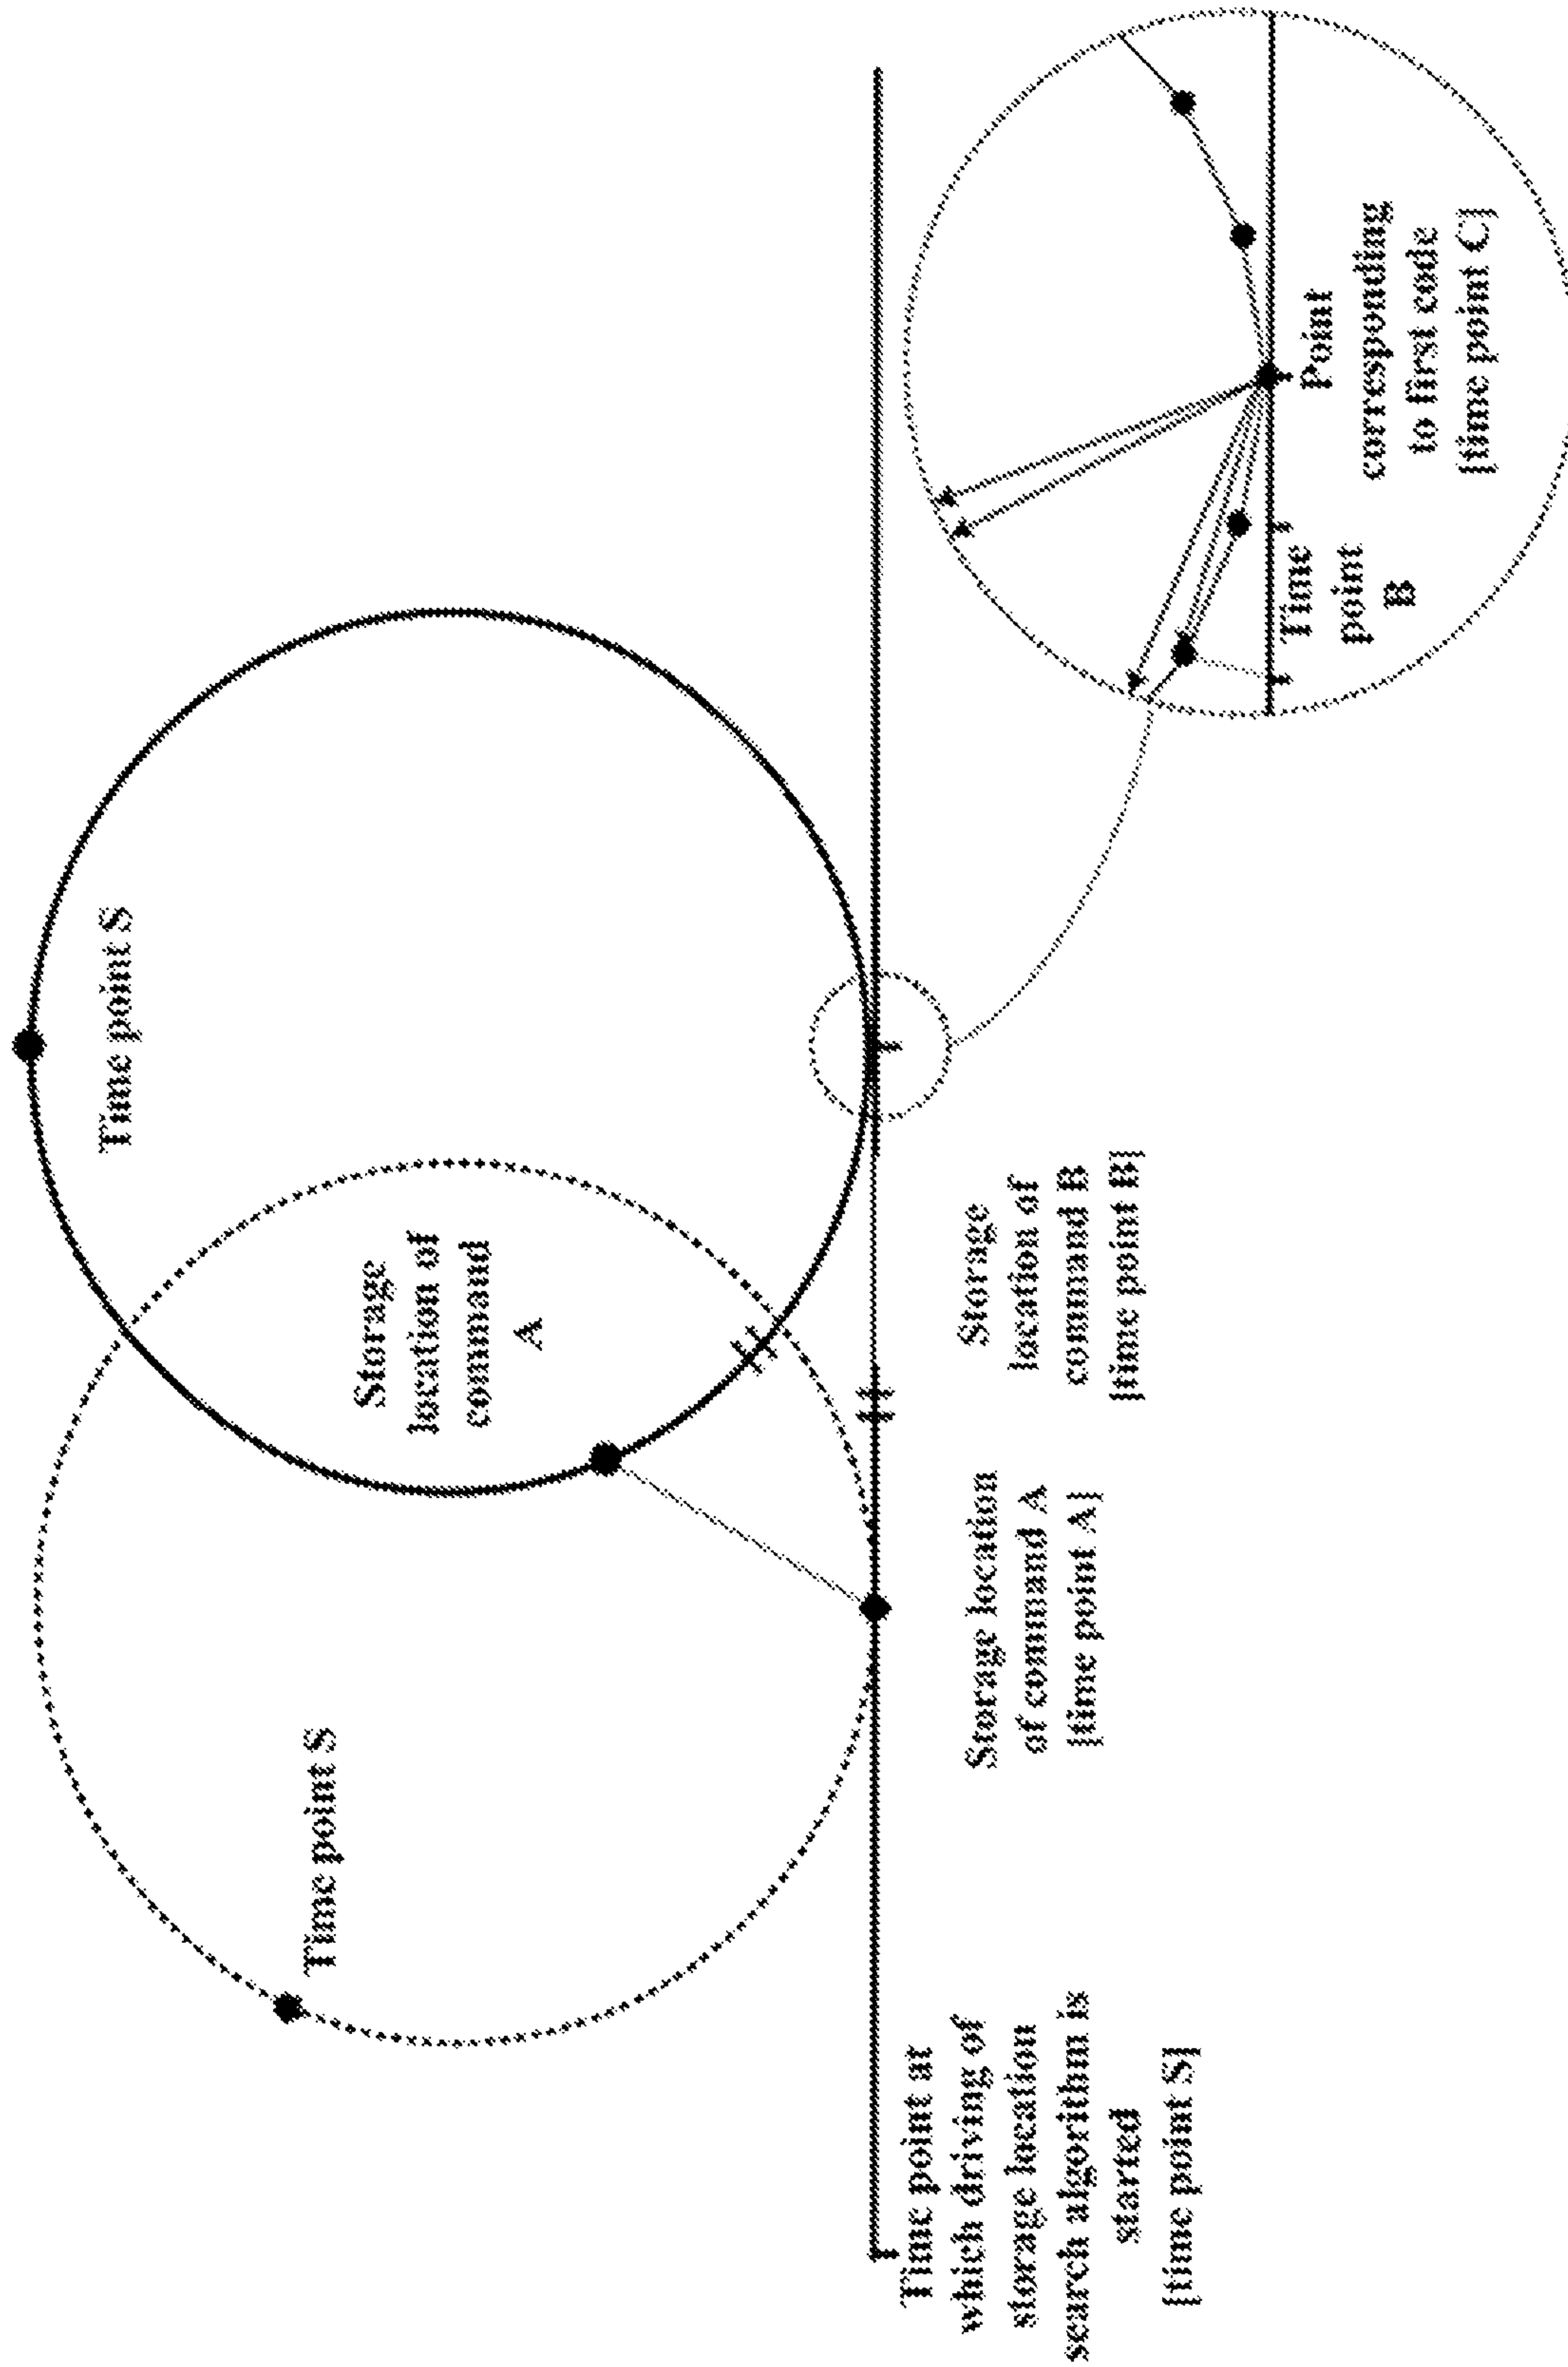 Time point S
Time point S
Storage
location of
command
A
Time point at
which driving of
storage location
search algorithm is
started
[time point S]
Storage location
of command A
[time point A]
Storage
location of
command B
[time point B]
Time
point
B
Point
corresponding
to first code
[time point C]